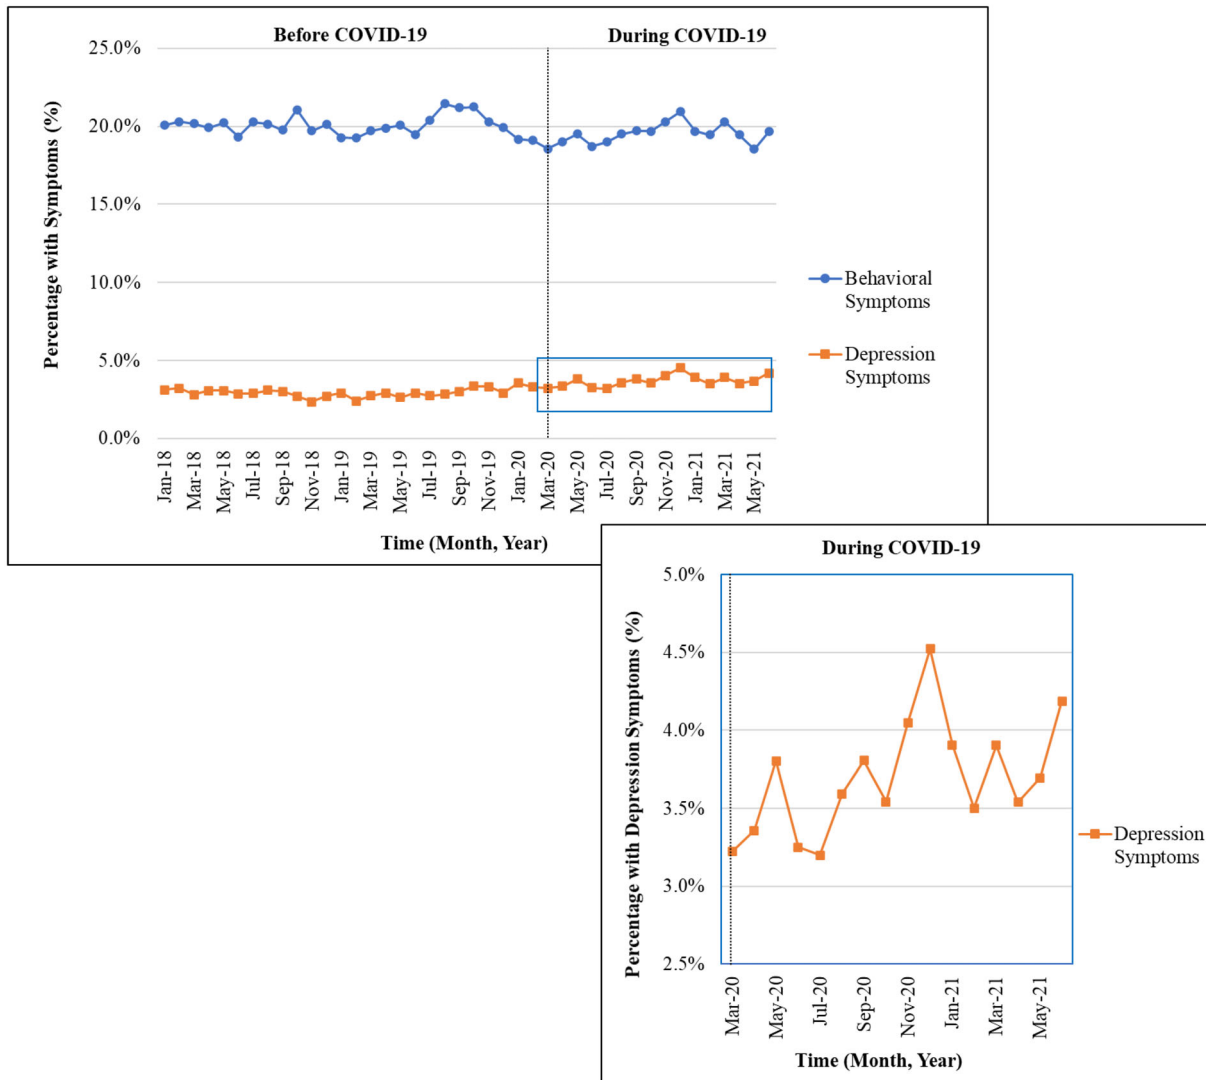 Before COVID-19
During COVID-19
25.0%
20.0%
15.0%
10.0%
5.0%
0.0%
Percentage with Symptoms (%)
Jan-18
Mar-18
May-18
Jul-18
Sep-18
Nov-18
Jan-19
Mar-19
May-19
Jul-19
Sep-19
Nov-19
Jan-20
Mar-20
May-20
Jul-20
Sep-20
Nov-20
Jan-21
Mar-21
May-21
Time (Month, Year)
Behavioral
Symptoms
Depression
Symptoms
During COVID-19
5.0%
4.5%
4.0%
3.5%
3.0%
2.5%
Percentage with Depression Symptoms (%)
Mar-20
May-20
Jul-20
Sep-20
Nov-20
Jan-21
Mar-21
May-21
Time (Month, Year)
Depression
Symptoms